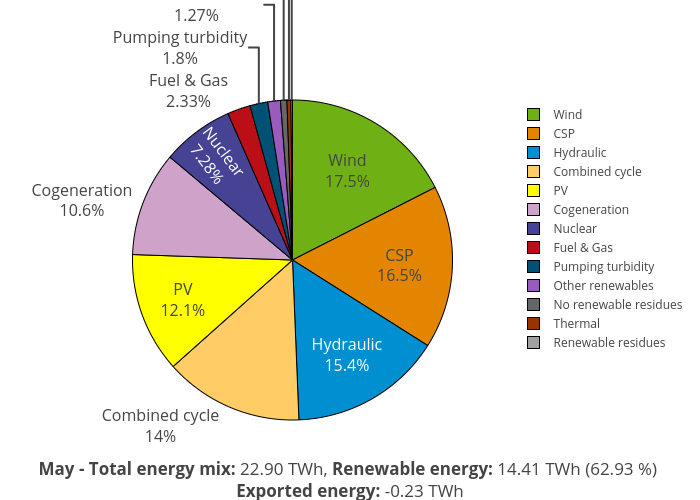 1.27%
Pumping turbidity
1.8%
Fuel & Gas
2.33%
Nuclear
7.28%
Wind
17.5%
Cogeneration
10.6%
CSP
16.5%
PV
12.1%
Hydraulic
15.4%
Combined cycle
14%
Wind
CSP
Hydraulic
Combined cycle
PV
Cogeneration
Nuclear
Fuel & Gas
Pumping turbidity
Other renewables
No renewable residues
Thermal
Renewable residues
May - Total energy mix: 22.90 TWh, Renewable energy: 14.41 TWh (62.93 %)
Exported energy: -0.23 TWh